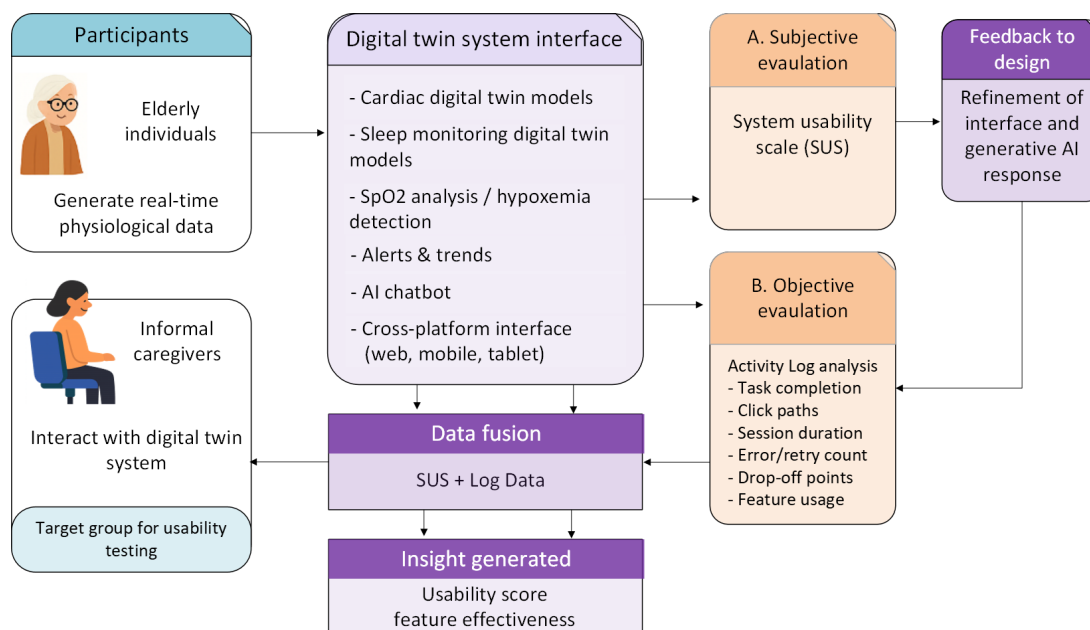 Participants
Elderly
individuals
Generate real-time
physiological data
Informal
caregivers
Interact with digital twin
system
Target group for usability
testing
Digital twin system interface
- Cardiac digital twin models
- Sleep monitoring digital twin
models
- SpO2 analysis / hypoxemia
detection
- Alerts & trends
- AI chatbot
- Cross-platform interface
(web, mobile, tablet)
Data fusion
SUS + Log Data
Insight generated
Usability score
feature effectiveness
A. Subjective
evaulation
System usability
scale (SUS)
B. Objective
evaulation
Activity Log analysis
- Task completion
- Click paths
- Session duration
- Error/retry count
- Drop-off points
- Feature usage
Feedback to
design
Refinement of
interface and
generative AI
response